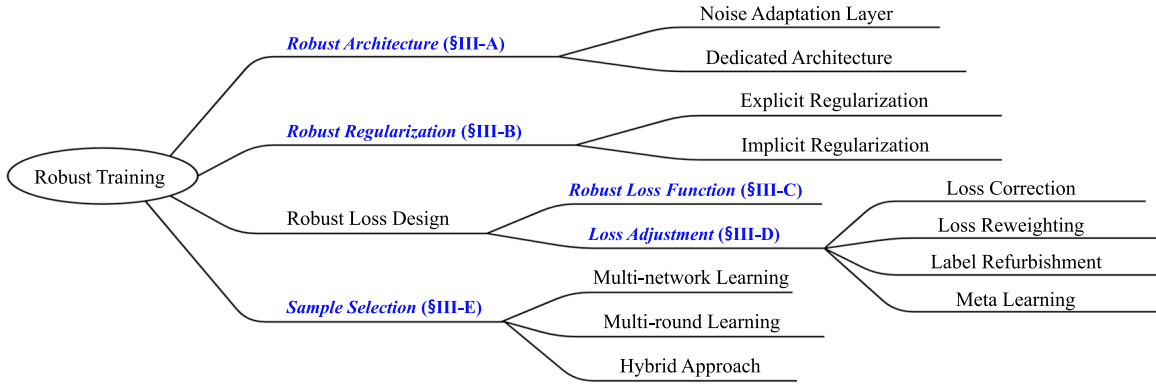 Robust Training
Robust Architecture (§III-A)
Noise Adaptation Layer
Dedicated Architecture
Robust Regularization (§III-B)
Explicit Regularization
Implicit Regularization
Robust Loss Design
Robust Loss Function (§III-C)
Loss Adjustment (§III-D)
Loss Correction
Loss Reweighting
Label Refurbishment
Meta Learning
Sample Selection (§III-E)
Multi-network Learning
Multi-round Learning
Hybrid Approach